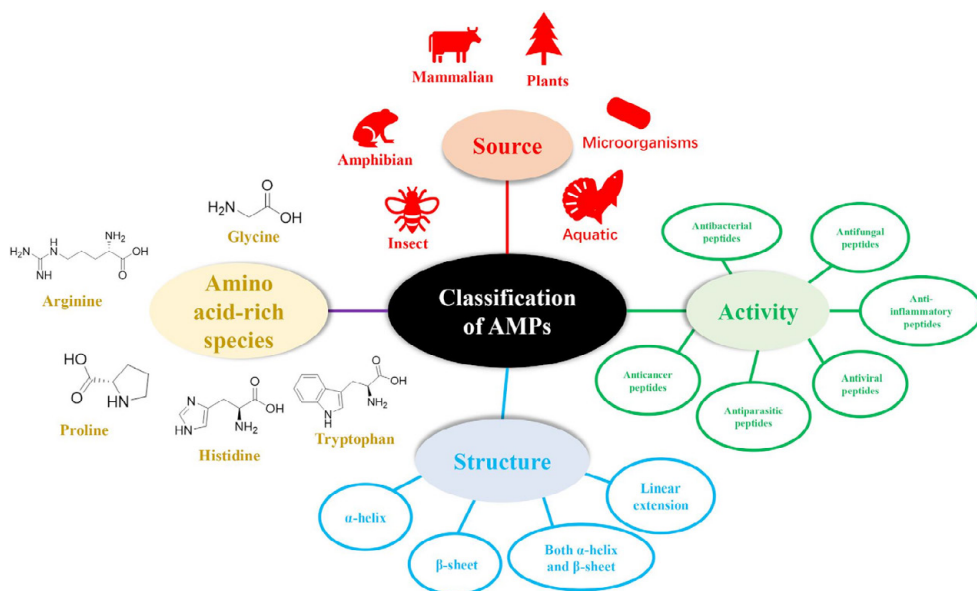 Mammalian
Plants
Amphibian
Source
Microorganisms
Insect
Aquatic
H₂N
O
OH
Glycine
NH₂
H₂N
N
H
NH
NH₂
O
OH
Arginine
Amino
acid-rich
species
Classification
of AMPs
Antibacterial
peptides
Antifungal
peptides
Activity
Anti-
inflammatory
peptides
Anticancer
peptides
Antiparasitic
peptides
Antiviral
peptides
HO
O
HN
Proline
N
HN
O
OH
NH₂
Histidine
N
H
O
OH
NH₂
Tryptophan
Structure
α-helix
β-sheet
Both α-helix
and β-sheet
Linear
extension